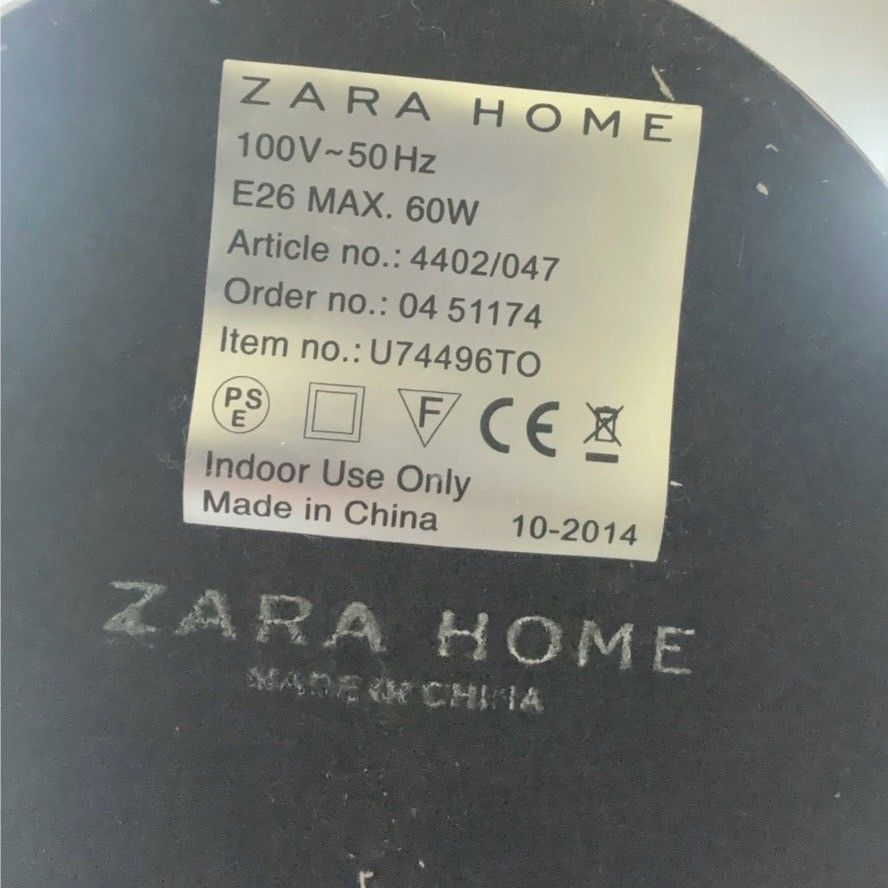 ZARA HOME
100V~50Hz
E26 MAX. 60W
Article no.: 4402/047
Order no.: 04 51174
Item no.: U74496TO
PS
E
F
CE
Indoor Use Only
Made in China 10-2014
ZARA HOME
MADE IN CHINA